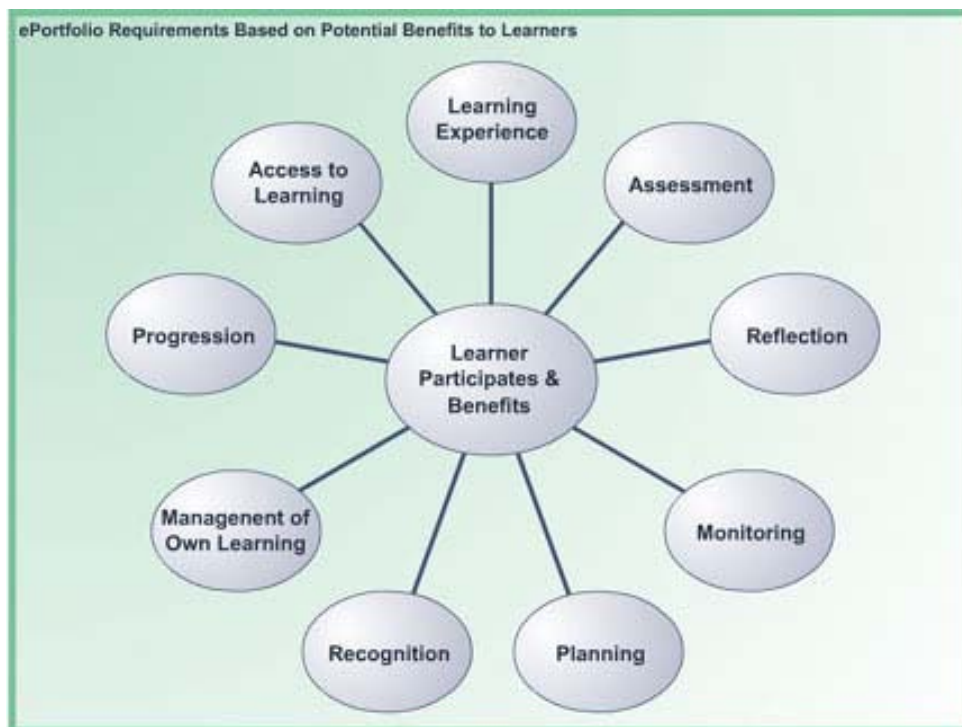 ePortfolio Requirements Based on Potential Benefits to Learners
Learning
Experience
Access to
Learning
Assessment
Progression
Learner
Participates &
Benefits
Reflection
Managenent of
Own Learning
Monitoring
Recognition
Planning